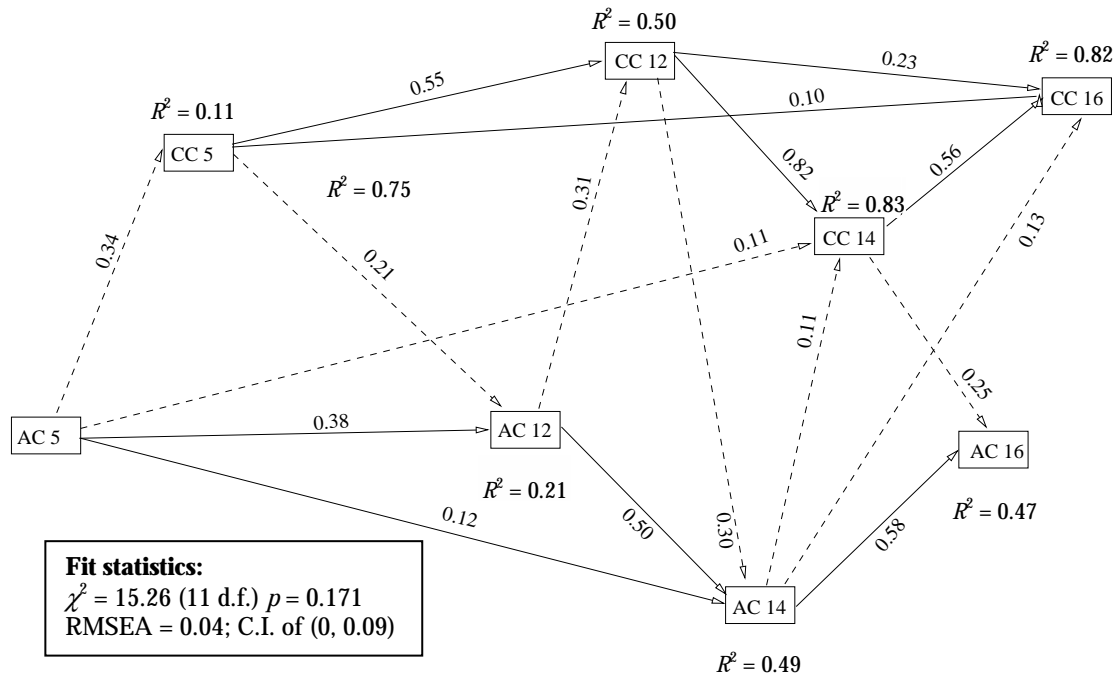 R² = 0.50
CC 12
R² = 0.82
0.23
CC 16
0.55
0.10
R² = 0.11
CC 5
R² = 0.75
0.82
0.56
0.31
R² = 0.83
CC 14
0.13
0.34
0.21
0.11
0.11
0.25
AC 5
0.38
AC 12
AC 16
R² = 0.21
R² = 0.47
0.12
0.50
0.30
0.58
AC 14
R² = 0.49
Fit statistics:
χ² = 15.26 (11 d.f.) p = 0.171
RMSEA = 0.04; C.I. of (0, 0.09)